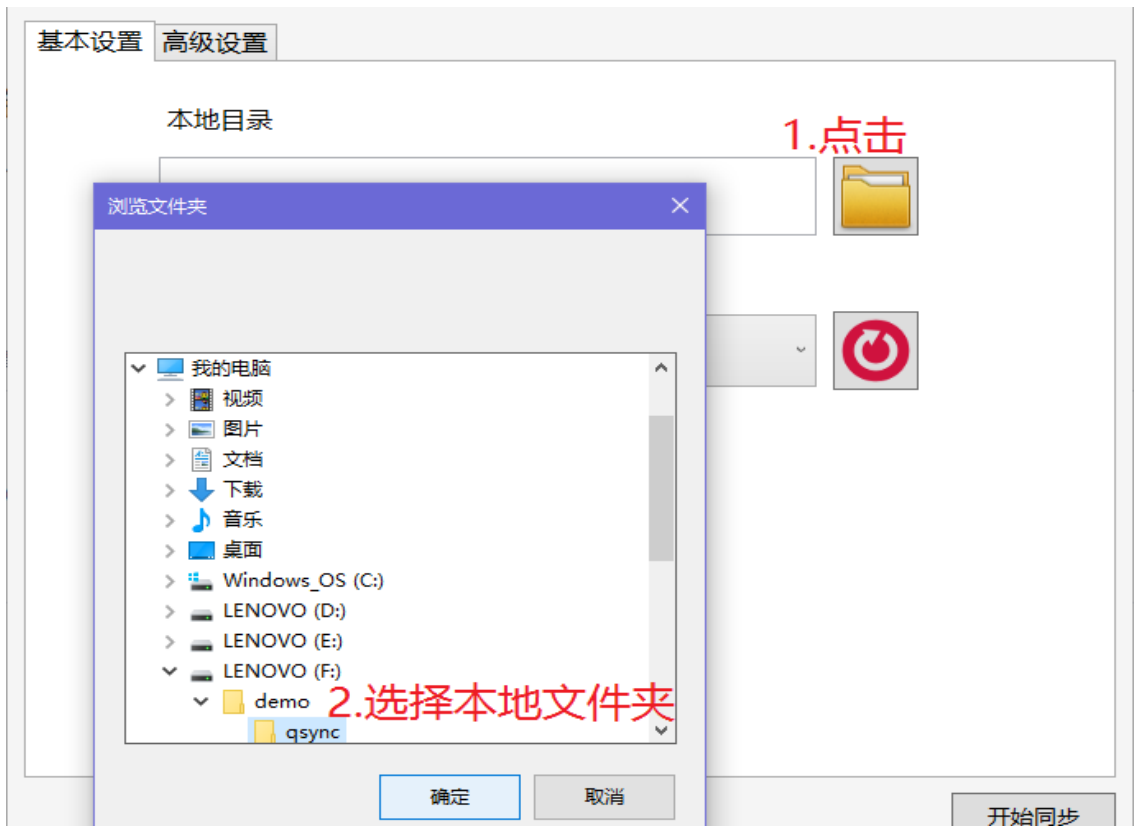 基本设置 高级设置
本地目录
1.点击
浏览文件夹
我的电脑
视频
图片
文档
下载
音乐
桌面
Windows_OS (C:)
LENOVO (D:)
LENOVO (E:)
LENOVO (F:)
demo
2.选择本地文件夹
qsync
确定 取消
开始同步